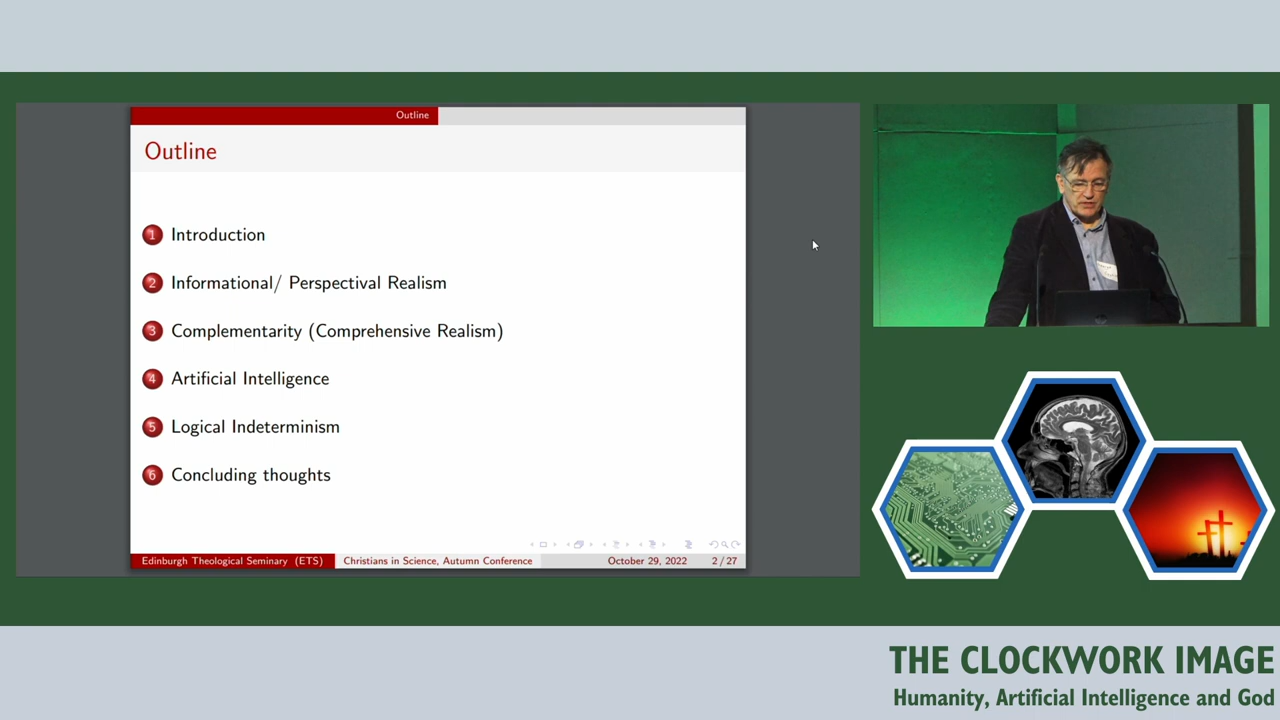 Outline
Outline
1 Introduction
2 Informational/ Perspectival Realism
3 Complementarity (Comprehensive Realism)
4 Artificial Intelligence
5 Logical Indeterminism
6 Concluding thoughts
Edinburgh Theological Seminary (ETS) Christians in Science, Autumn Conference October 29, 2022 2 / 27
THE CLOCKWORK IMAGE
Humanity, Artificial Intelligence and God